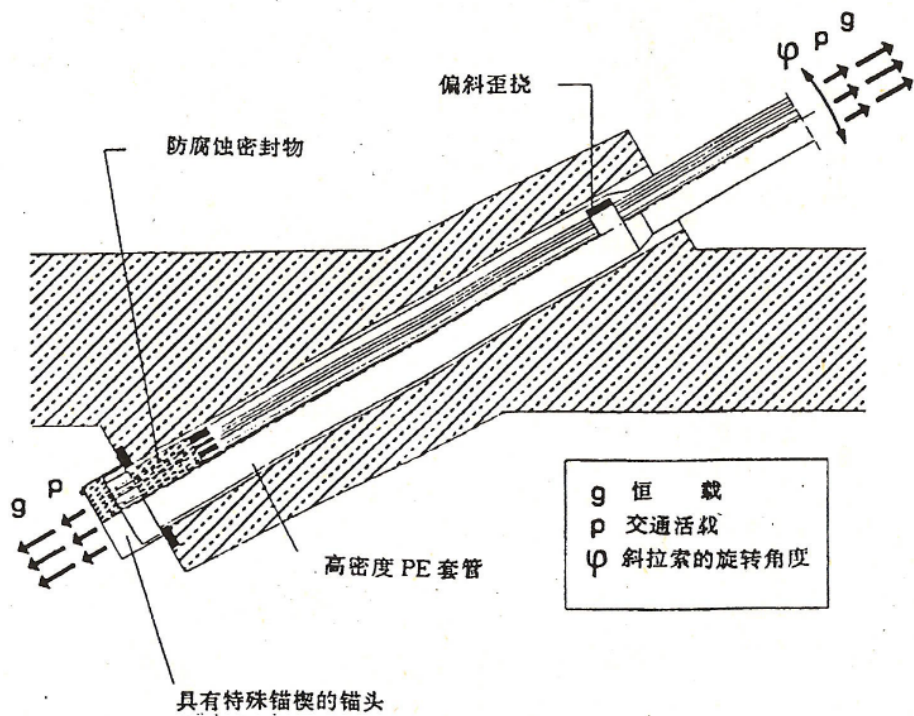 φ p g
偏斜歪挠
防腐蚀密封物
g p
g 恒 载
p 交通活载
φ 斜拉索的旋转角度
高密度 PE 套管
具有特殊锚楔的锚头